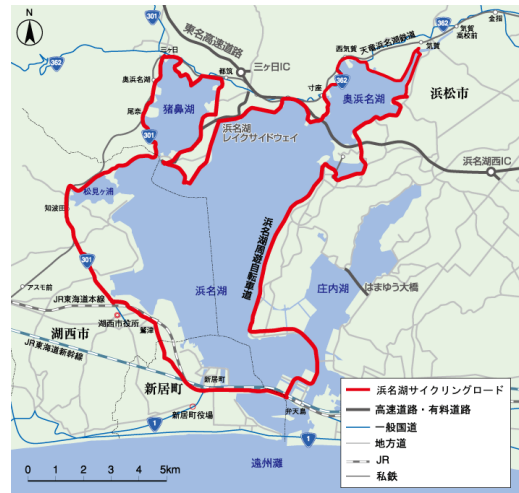 N
301
三ヶ日
東名高速道路
362
奥浜名湖
都筑
三ヶ日IC
西気賀
天竜浜名湖鉄道
362
金指
気賀
高校前
気賀
寸座
362
奥浜名湖
浜松市
尾奈
猪鼻湖
301
浜名湖
レイクサイドウェイ
浜名湖西IC
松見ヶ浦
知波田
浜名湖周遊自転車道
301
浜名湖
庄内湖
はまゆう大橋
アスモ前
JR東海道本線
湖西市役所
鷲津
湖西市
JR東海道新幹線
新居町
新居町
弁天島
新居町役場
1
1
遠州灘
0 1 2 3 4 5km
浜名湖サイクリングロード
高速道路・有料道路
一般国道
地方道
JR
私鉄